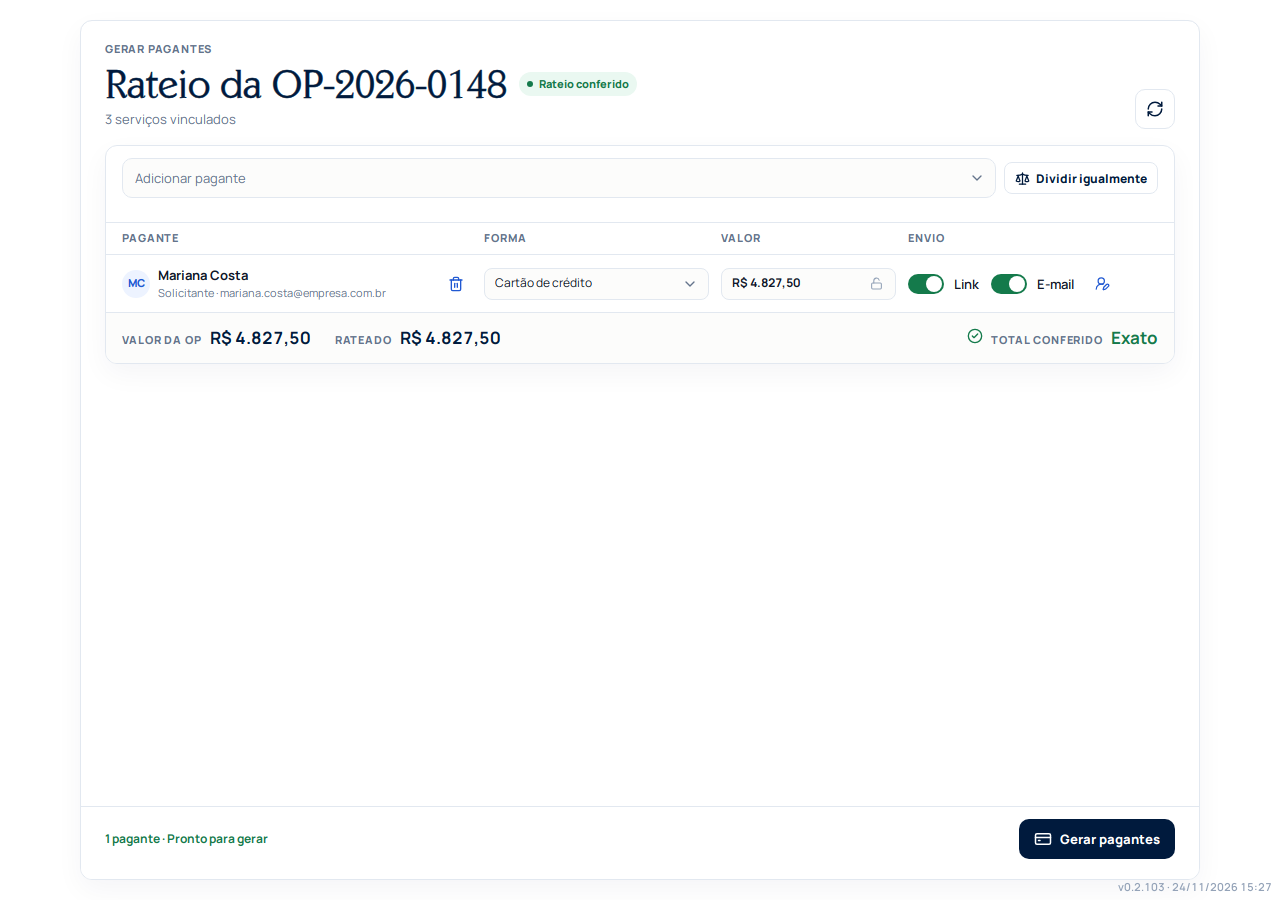 GERAR PAGANTES
Rateio da OP-2026-0148
Rateio conferido
3 serviços vinculados
Adicionar pagante
Dividir igualmente
PAGANTE FORMA VALOR ENVIO
MC
Mariana Costa
Solicitante · mariana.costa@empresa.com.br
Cartão de crédito
R$ 4.827,50
Link
E-mail
VALOR DA OP R$ 4.827,50 RATEADO R$ 4.827,50 TOTAL CONFERIDO Exato
1 pagante · Pronto para gerar
Gerar pagantes
v0.2.103 · 24/11/2026 15:27